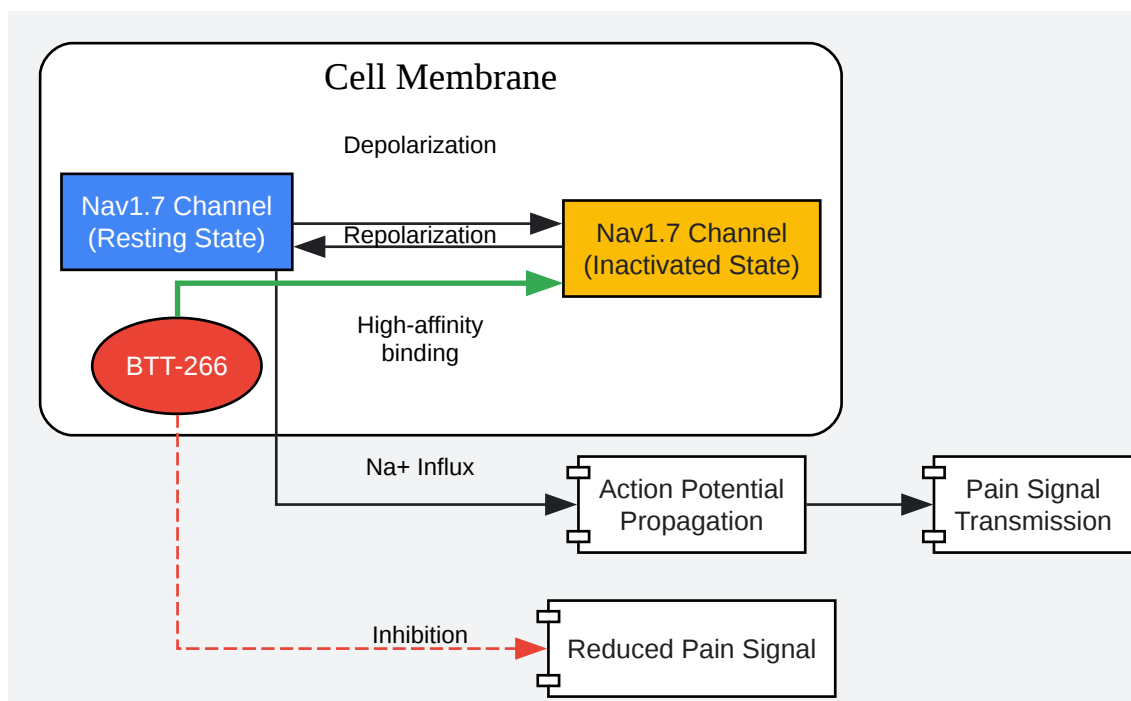 Cell Membrane
Depolarization
Nav1.7 Channel
(Resting State)
Repolarization
Nav1.7 Channel
(Inactivated State)
High-affinity
binding
BTT-266
Na+ Influx
Action Potential
Propagation
Pain Signal
Transmission
Inhibition
Reduced Pain Signal